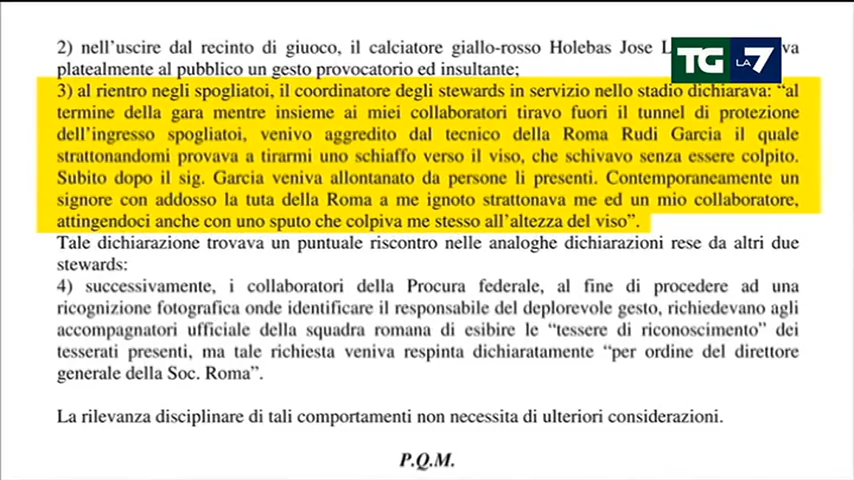 2) nell'uscire dal recinto di giuoco, il calciatore giallo-rosso Holebas Jose
TG LA 7
platealmente al pubblico un gesto provocatorio ed insultante;
3) al rientro negli spogliatoi, il coordinatore degli stewards in servizio nello stadio dichiarava: "al
termine della gara mentre insieme ai miei collaboratori tiravo fuori il tunnel di protezione
dell'ingresso spogliatoi, venivo aggredito dal tecnico della Roma Rudi Garcia il quale
strattonandomi provava a tirarmi uno schiaffo verso il viso, che schivavo senza essere colpito.
Subito dopo il sig. Garcia veniva allontanato da persone lì presenti. Contemporaneamente un
signore con addosso la tuta della Roma a me ignoto strattonava me ed un mio collaboratore,
attingendoci anche con uno sputo che colpiva me stesso all'altezza del viso".
Tale dichiarazione trovava un puntuale riscontro nelle analoghe dichiarazioni rese da altri due
stewards:
4) successivamente, i collaboratori della Procura federale, al fine di procedere ad una
ricognizione fotografica onde identificare il responsabile del deplorevole gesto, richiedevano agli
accompagnatori ufficiale della squadra romana di esibire le "tessere di riconoscimento" dei
tesserati presenti, ma tale richiesta veniva respinta dichiaratamente "per ordine del direttore
generale della Soc. Roma".
La rilevanza disciplinare di tali comportamenti non necessita di ulteriori considerazioni.
P.Q.M.